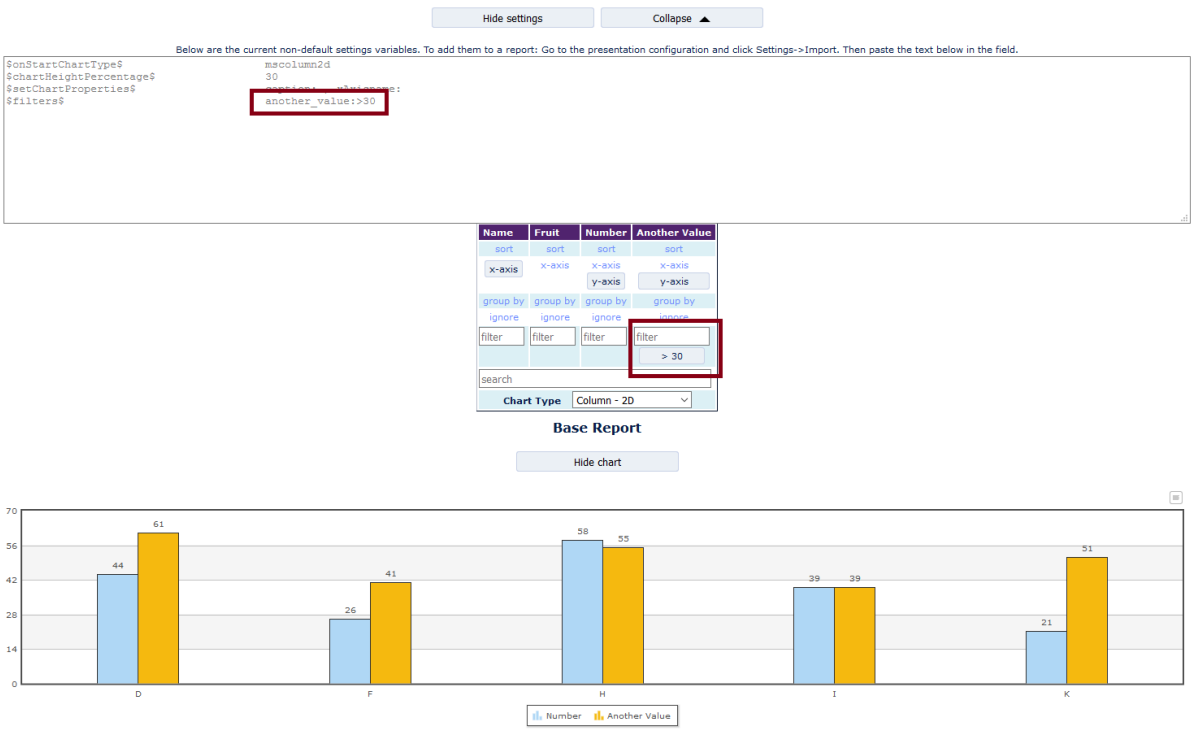 Hide settings Collapse ▲
Below are the current non-default settings variables. To add them to a report: Go to the presentation configuration and click Settings->Import. Then paste the text below in the field.
$onStartChartType$ mscolumn2d
$chartHeightPercentage$ 30
$setChartProperties$
$filters$ another_value:>30
Name Fruit Number Another Value
sort sort sort sort
x-axis x-axis x-axis x-axis
y-axis y-axis
group by group by group by group by
ignore ignore ignore ignore
filter filter filter filter
> 30
search
Chart Type Column - 2D
Base Report
Hide chart
70
61
58
55
56
51
44
41
42
39 39
26
28
21
14
0
D F H I K
Number Another Value